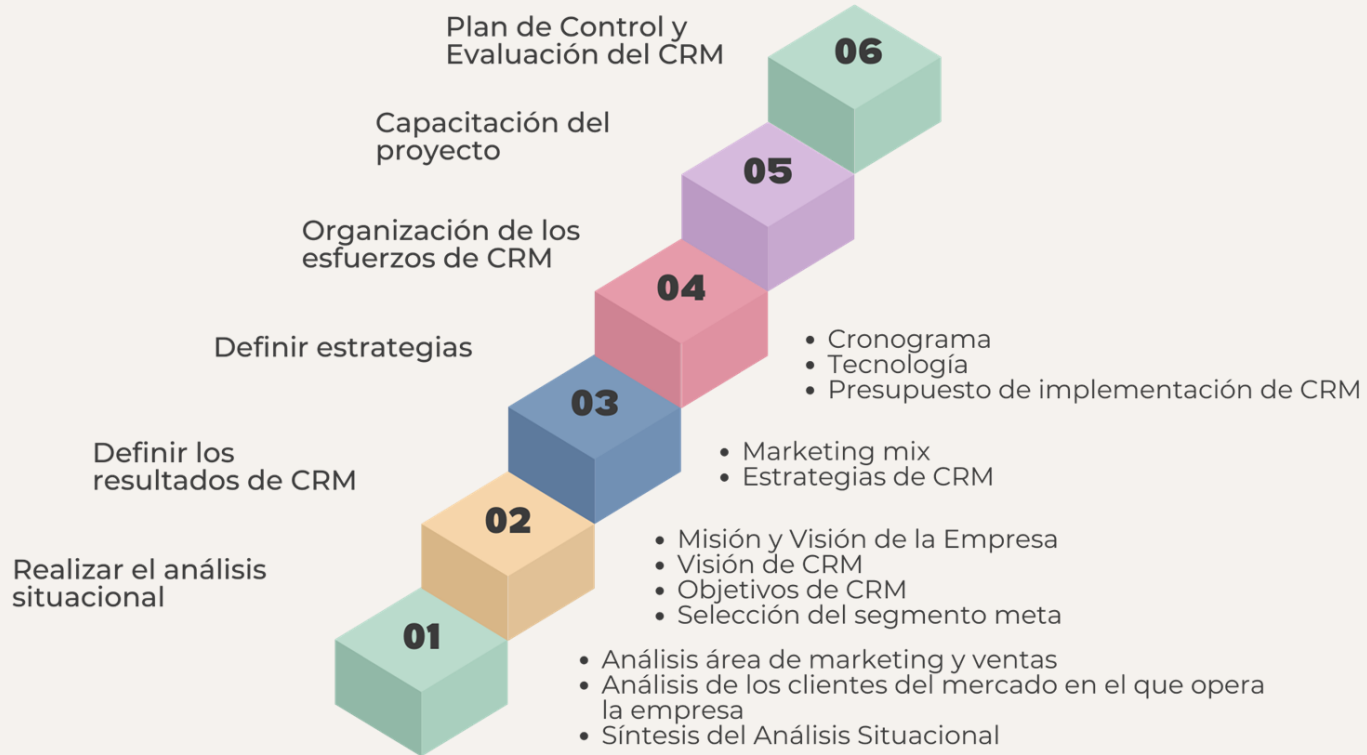 Plan de Control y
Evaluación del CRM
06
Capacitación del
proyecto
05
Organización de los
esfuerzos de CRM
04
• Cronograma
• Tecnología
• Presupuesto de implementación de CRM
Definir estrategias
03
• Marketing mix
• Estrategias de CRM
Definir los
resultados de CRM
02
• Misión y Visión de la Empresa
• Visión de CRM
• Objetivos de CRM
• Selección del segmento meta
Realizar el análisis
situacional
01
• Análisis área de marketing y ventas
• Análisis de los clientes del mercado en el que opera
la empresa
• Síntesis del Análisis Situacional